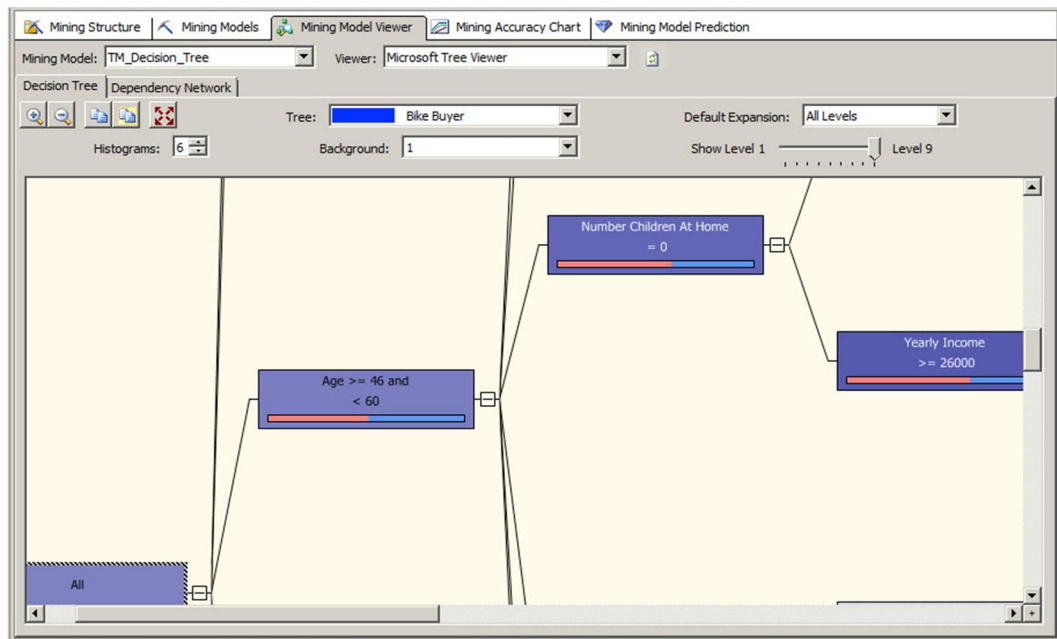 Mining Structure Mining Models Mining Model Viewer Mining Accuracy Chart Mining Model Prediction
Mining Model: TM_Decision_Tree Viewer: Microsoft Tree Viewer
Decision Tree Dependency Network
Tree: Bike Buyer Default Expansion: All Levels
Histograms: 6 Background: 1 Show Level 1 Level 9
Number Children At Home
= 0
Yearly Income
>= 26000
Age >= 46 and
< 60
All